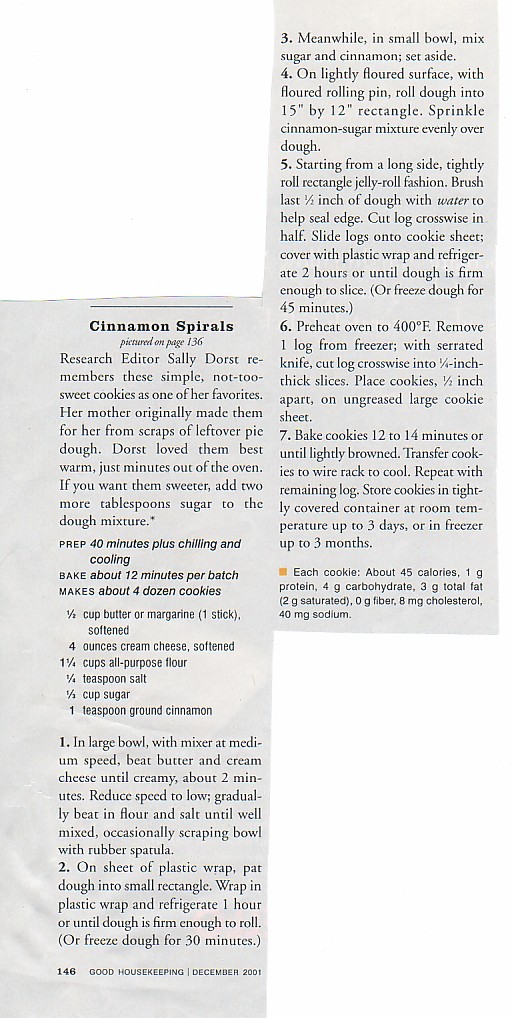 Cinnamon Spirals
pictured on page 136
Research Editor Sally Dorst re-
members these simple, not-too-
sweet cookies as one of her favorites.
Her mother originally made them
for her from scraps of leftover pie
dough. Dorst loved them best
warm, just minutes out of the oven.
If you want them sweeter, add two
more tablespoons sugar to the
dough mixture.*
PREP 40 minutes plus chilling and
cooling
BAKE about 12 minutes per batch
MAKES about 4 dozen cookies
½ cup butter or margarine (1 stick),
softened
4 ounces cream cheese, softened
1¼ cups all-purpose flour
¼ teaspoon salt
⅓ cup sugar
1 teaspoon ground cinnamon
1. In large bowl, with mixer at medi-
um speed, beat butter and cream
cheese until creamy, about 2 min-
utes. Reduce speed to low; gradual-
ly beat in flour and salt until well
mixed, occasionally scraping bowl
with rubber spatula.
2. On sheet of plastic wrap, pat
dough into small rectangle. Wrap in
plastic wrap and refrigerate 1 hour
or until dough is firm enough to roll.
(Or freeze dough for 30 minutes.)
146 GOOD HOUSEKEEPING | DECEMBER 2001
3. Meanwhile, in small bowl, mix
sugar and cinnamon; set aside.
4. On lightly floured surface, with
floured rolling pin, roll dough into
15" by 12" rectangle. Sprinkle
cinnamon-sugar mixture evenly over
dough.
5. Starting from a long side, tightly
roll rectangle jelly-roll fashion. Brush
last ½ inch of dough with water to
help seal edge. Cut log crosswise in
half. Slide logs onto cookie sheet;
cover with plastic wrap and refriger-
ate 2 hours or until dough is firm
enough to slice. (Or freeze dough for
45 minutes.)
6. Preheat oven to 400°F. Remove
1 log from freezer; with serrated
knife, cut log crosswise into ¼-inch-
thick slices. Place cookies, ½ inch
apart, on ungreased large cookie
sheet.
7. Bake cookies 12 to 14 minutes or
until lightly browned. Transfer cook-
ies to wire rack to cool. Repeat with
remaining log. Store cookies in tight-
ly covered container at room tem-
perature up to 3 days, or in freezer
up to 3 months.
Each cookie: About 45 calories, 1 g
protein, 4 g carbohydrate, 3 g total fat
(2 g saturated), 0 g fiber, 8 mg cholesterol,
40 mg sodium.